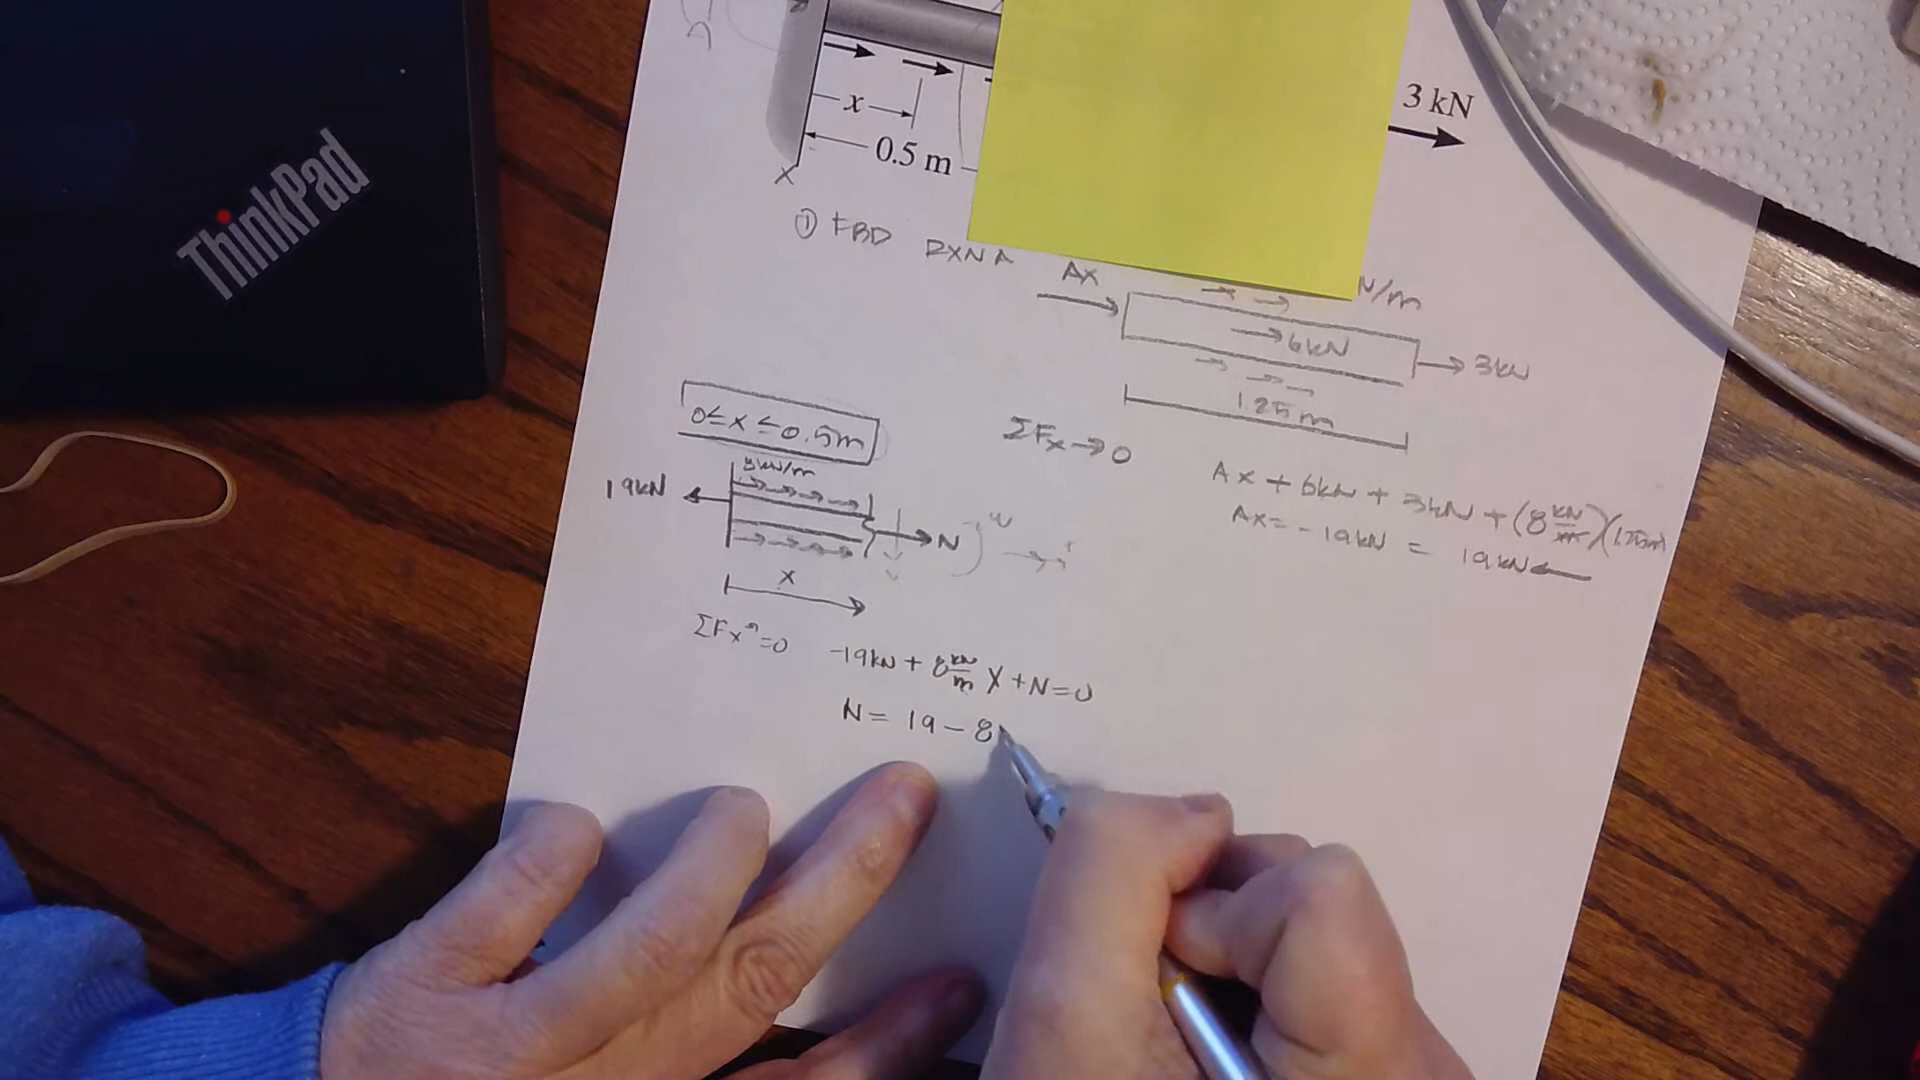 3 kN
x
0.5 m
x
① FBD RXN A
Ax
N/m
6kN
3kN
1.25 m
ΣFx → 0
Ax + 6kN + 3kN + (8 kN/m)(1.25m)
Ax = -19kN = 19kN ←
0 ≤ x ≤ 0.5m
8kN/m
19kN
N
x
ΣFx → = 0 -19kN + 8 kN/m X + N = 0
N = 19 - 8
ThinkPad